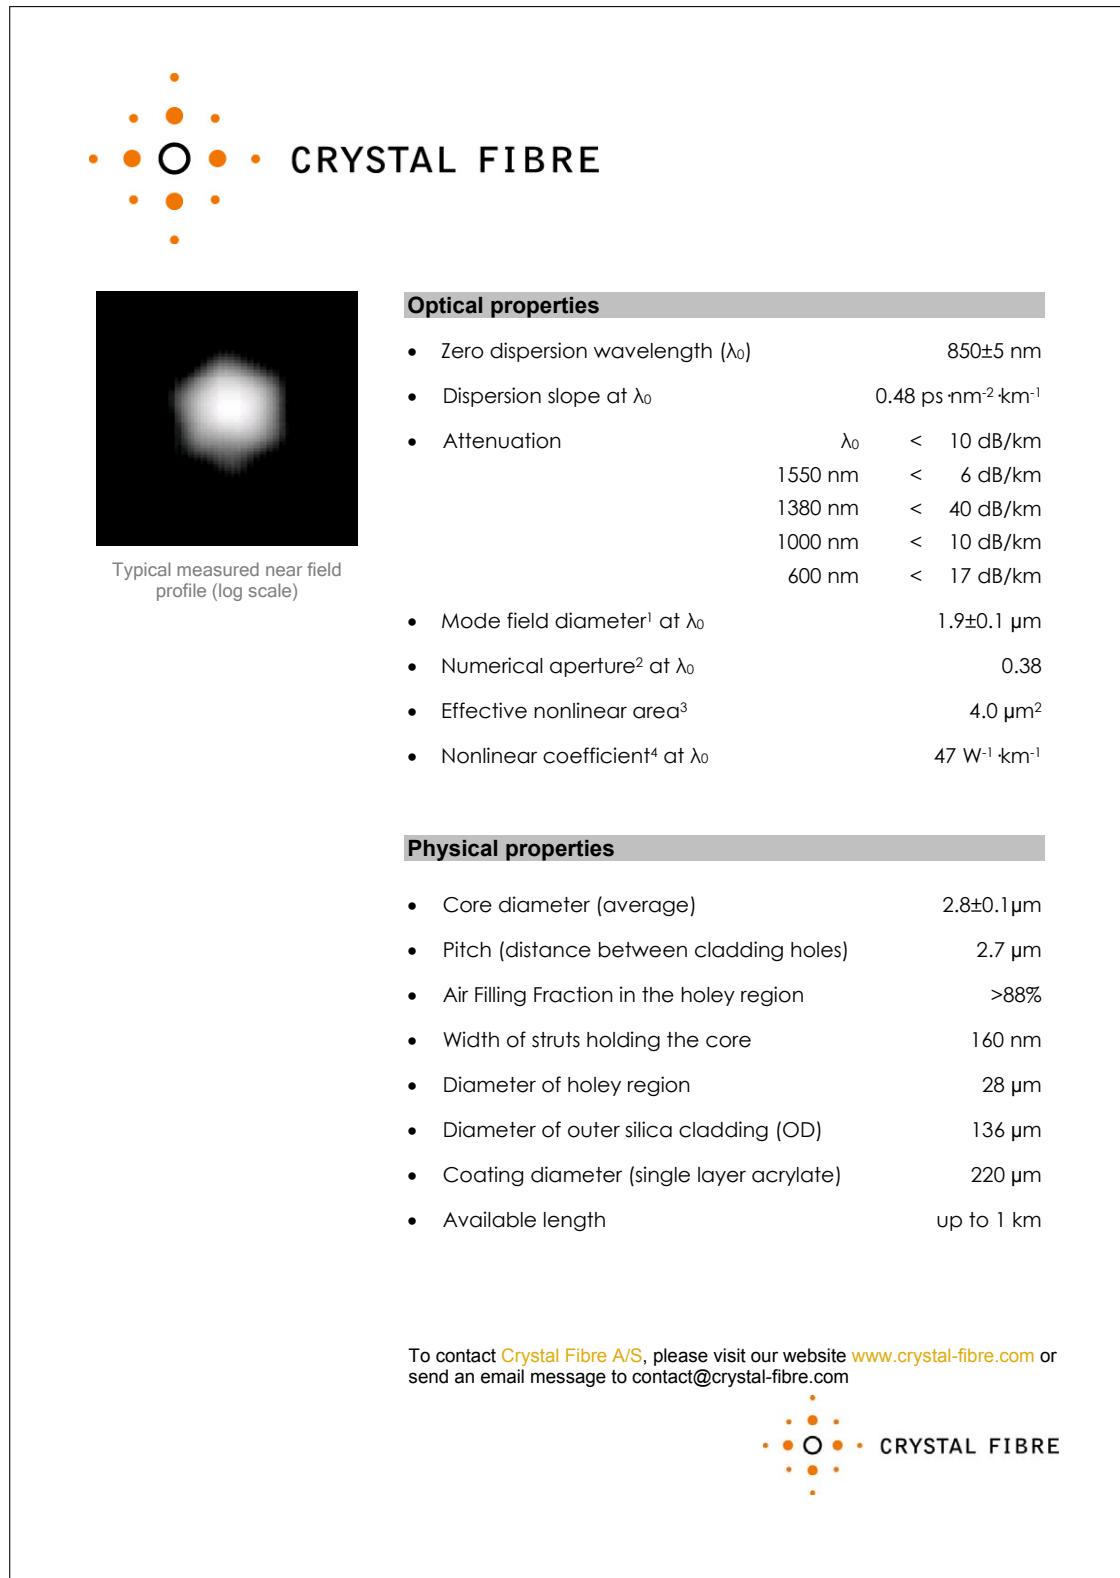 CRYSTAL FIBRE
Typical measured near field
profile (log scale)
Optical properties
• Zero dispersion wavelength (λ₀) 850±5 nm
• Dispersion slope at λ₀ 0.48 ps·nm⁻²·km⁻¹
• Attenuation λ₀ < 10 dB/km
1550 nm < 6 dB/km
1380 nm < 40 dB/km
1000 nm < 10 dB/km
600 nm < 17 dB/km
• Mode field diameter¹ at λ₀ 1.9±0.1 µm
• Numerical aperture² at λ₀ 0.38
• Effective nonlinear area³ 4.0 µm²
• Nonlinear coefficient⁴ at λ₀ 47 W⁻¹·km⁻¹
Physical properties
• Core diameter (average) 2.8±0.1µm
• Pitch (distance between cladding holes) 2.7 µm
• Air Filling Fraction in the holey region >88%
• Width of struts holding the core 160 nm
• Diameter of holey region 28 µm
• Diameter of outer silica cladding (OD) 136 µm
• Coating diameter (single layer acrylate) 220 µm
• Available length up to 1 km
To contact Crystal Fibre A/S, please visit our website www.crystal-fibre.com or
send an email message to contact@crystal-fibre.com
CRYSTAL FIBRE